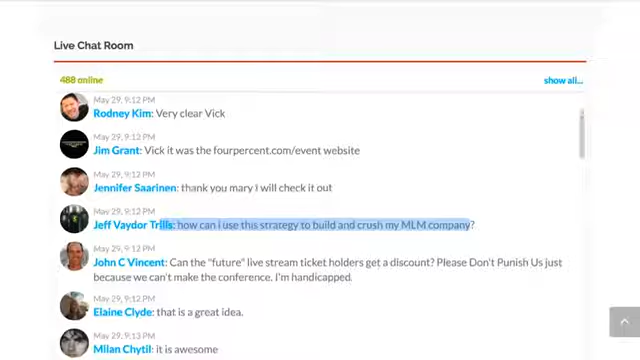 Live Chat Room
488 online
show all...
May 29, 9:12 PM
Rodney Kim: Very clear Vick
May 29, 9:12 PM
Jim Grant: Vick it was the fourpercent.com/event website
May 29, 9:12 PM
Jennifer Saarinen: thank you mary I will check it out
May 29, 9:12 PM
Jeff Vaydor Trills: how can i use this strategy to build and crush my MLM company?
May 29, 9:12 PM
John C Vincent: Can the "future" live stream ticket holders get a discount? Please Don't Punish Us just
because we can't make the conference. I'm handicapped.
May 29, 9:12 PM
Elaine Clyde: that is a great idea.
May 29, 9:13 PM
Milan Chytil: it is awesome